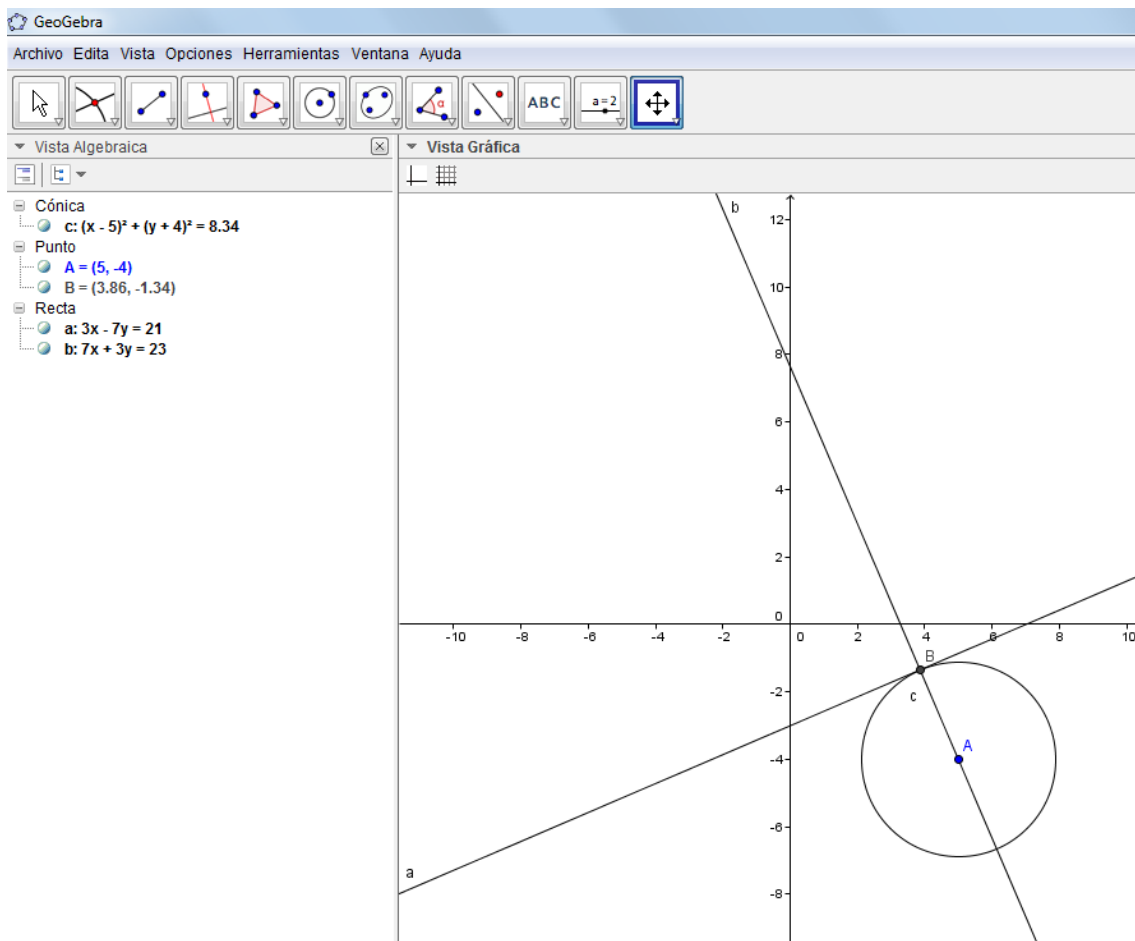 GeoGebra
Archivo Edita Vista Opciones Herramientas Ventana Ayuda
α
ABC
a=2
Vista Algebraica
Vista Gráfica
Cónica
c: (x - 5)² + (y + 4)² = 8.34
Punto
A = (5, -4)
B = (3.86, -1.34)
Recta
a: 3x - 7y = 21
b: 7x + 3y = 23
b
12
10
8
6
4
2
0
-10 -8 -6 -4 -2 0 2 4 6 8 10
B
-2
c
A
-4
-6
a
-8